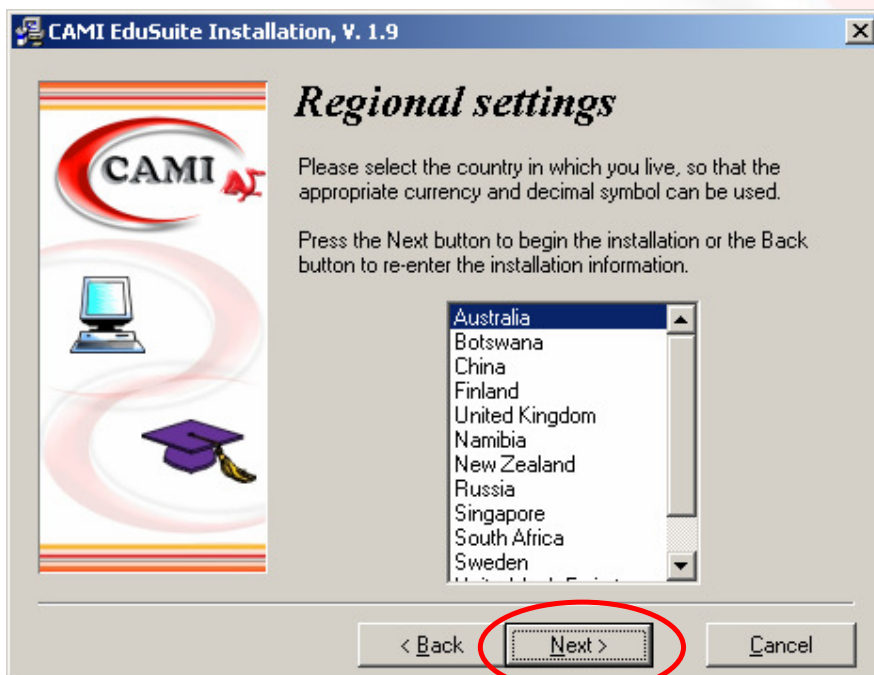 CAMI EduSuite Installation, V. 1.9
Regional settings
CAMI
Please select the country in which you live, so that the
appropriate currency and decimal symbol can be used.
Press the Next button to begin the installation or the Back
button to re-enter the installation information.
Australia
Botswana
China
Finland
United Kingdom
Namibia
New Zealand
Russia
Singapore
South Africa
Sweden
< Back
Next >
Cancel